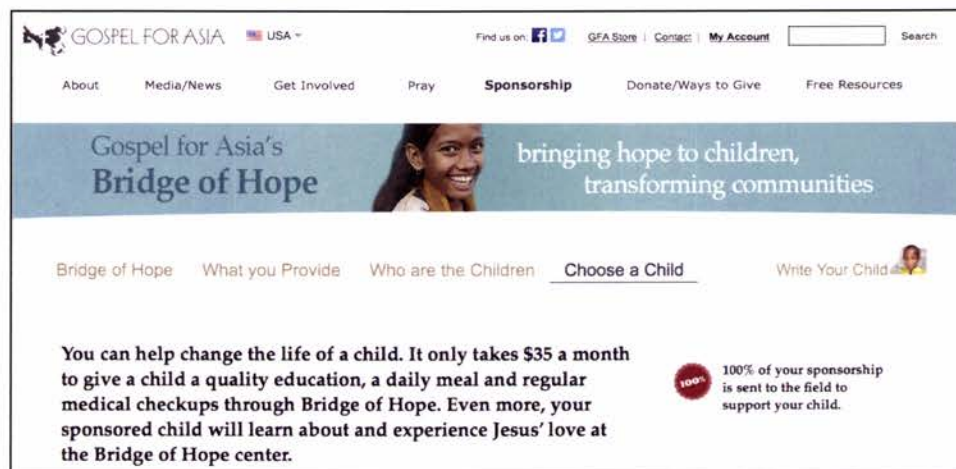 GOSPEL FOR ASIA USA Find us on: GFA Store | Contact | My Account Search
About Media/News Get Involved Pray Sponsorship Donate/Ways to Give Free Resources
Gospel for Asia's
Bridge of Hope
bringing hope to children,
transforming communities
Bridge of Hope What you Provide Who are the Children Choose a Child Write Your Child
You can help change the life of a child. It only takes $35 a month
to give a child a quality education, a daily meal and regular
medical checkups through Bridge of Hope. Even more, your
sponsored child will learn about and experience Jesus' love at
the Bridge of Hope center.
100%
100% of your sponsorship
is sent to the field to
support your child.